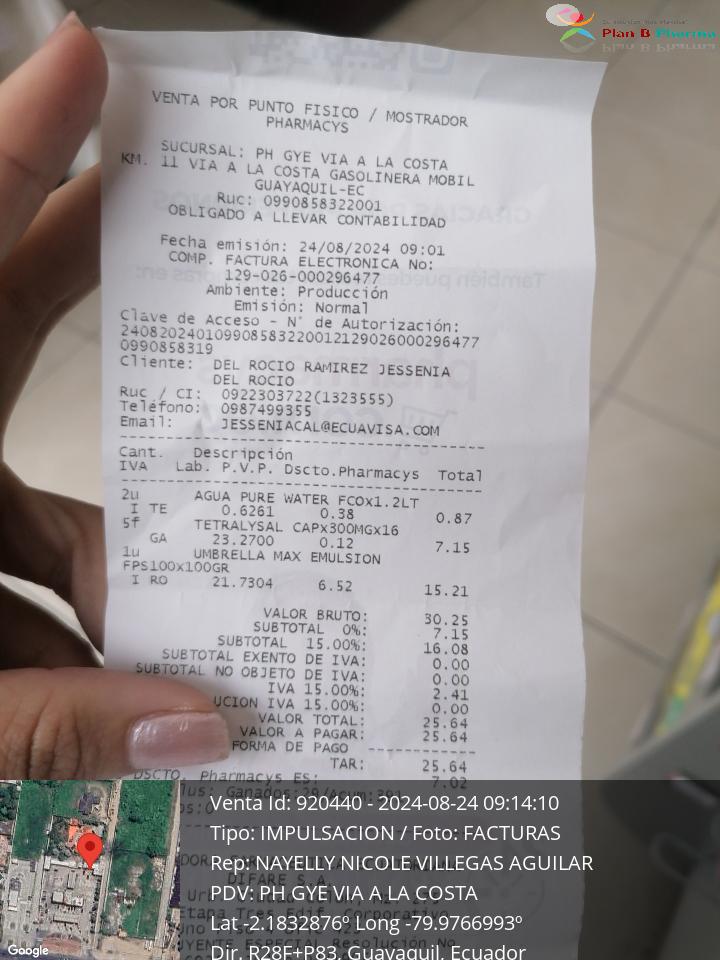 Plan B Pharma
VENTA POR PUNTO FISICO / MOSTRADOR
PHARMACYS
SUCURSAL: PH GYE VIA A LA COSTA
KM. 11 VIA A LA COSTA GASOLINERA MOBIL
GUAYAQUIL-EC
Ruc: 0990858322001
OBLIGADO A LLEVAR CONTABILIDAD
Fecha emisión: 24/08/2024 09:01
COMP. FACTURA ELECTRONICA No:
129-026-000296477
Ambiente: Producción
Emisión: Normal
Clave de Acceso - N° de Autorización:
240820240109908583220012129026000296477
0990858319
Cliente: DEL ROCIO RAMIREZ JESSENIA
DEL ROCIO
Ruc / CI: 0922303722(1323555)
Teléfono: 0987499355
Email: JESSENIACAL@ECUAVISA.COM
Cant. Descripción
IVA Lab. P.V.P. Dscto.Pharmacys Total
2u AGUA PURE WATER FCOx1.2LT
I TE 0.6261 0.38 0.87
5f TETRALYSAL CAPx300MGx16
GA 23.2700 0.12 7.15
1u UMBRELLA MAX EMULSION
FPS100x100GR
I RO 21.7304 6.52 15.21
VALOR BRUTO: 30.25
SUBTOTAL 0%: 7.15
SUBTOTAL 15.00%: 16.08
SUBTOTAL EXENTO DE IVA: 0.00
SUBTOTAL NO OBJETO DE IVA: 0.00
IVA 15.00%: 2.41
UCION IVA 15.00%: 0.00
VALOR TOTAL: 25.64
VALOR A PAGAR: 25.64
FORMA DE PAGO
TAR: 25.64
DSCTO. Pharmacys ES: 7.02
Venta Id: 920440 - 2024-08-24 09:14:10
Tipo: IMPULSACION / Foto: FACTURAS
Rep: NAYELLY NICOLE VILLEGAS AGUILAR
PDV: PH GYE VIA A LA COSTA
Lat -2.1832876º Long -79.9766993º
Dir. R28F+P83, Guayaquil, Ecuador
Google